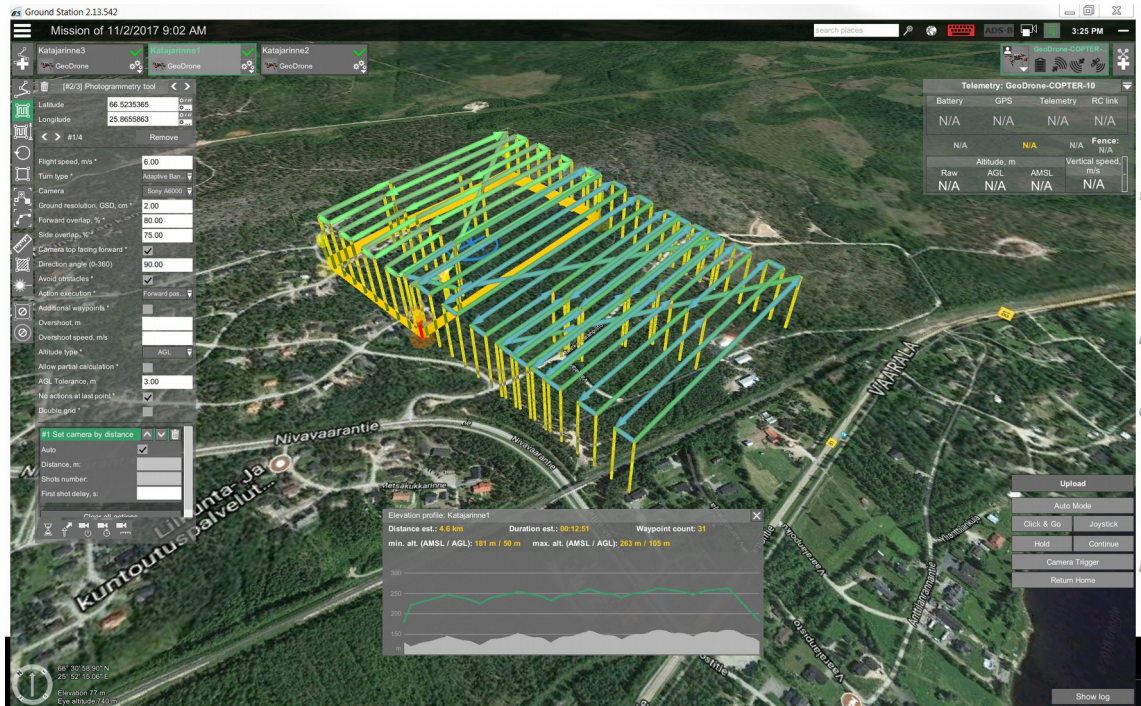 Ground Station 2.13.542
Mission of 11/2/2017 9:02 AM
search places
ADS-B
3:25 PM
Katajarinne3
GeoDrone
Katajarinne1
GeoDrone
Katajarinne2
GeoDrone
GeoDrone-COPTER-...
[#2/3] Photogrammetry tool
Latitude 66.5235365
Longitude 25.8655863
#1/4 Remove
Flight speed, m/s * 6.00
Turn type * Adaptive Ban...
Camera Sony A6000
Ground resolution, GSD, cm * 2.00
Forward overlap, % * 80.00
Side overlap, % * 75.00
Camera top facing forward *
Direction angle (0-360) 90.00
Avoid obstacles *
Action execution * Forward pas...
Additional waypoints *
Overshoot, m
Overshoot speed, m/s
Altitude type * AGL
Allow partial calculation *
AGL Tolerance, m 3.00
No actions at last point *
Double grid *
#1 Set camera by distance
Auto
Distance, m:
Shots number:
First shot delay, s:
Clear all actions
Telemetry: GeoDrone-COPTER-10
Battery GPS Telemetry RC link
N/A N/A N/A N/A
N/A N/A N/A Fence:
N/A
Altitude, m Vertical speed,
m/s
Raw AGL AMSL
N/A N/A N/A N/A
VAARALA
Nivavaarantie
Nivavaarantie
Metsäkukkarinne
Liikunta- Ja
kuntoutuspalvelut...
Vaaralanpisto
Anttilanrannantie
Elevation profile: Katajarinne1
Distance est.: 4.6 km Duration est.: 00:12:51 Waypoint count: 31
min. alt. (AMSL / AGL): 181 m / 50 m max. alt. (AMSL / AGL): 263 m / 105 m
300
250
200
150
m
Upload
Auto Mode
Click & Go Joystick
Hold Continue
Camera Trigger
Return Home
66° 30' 58.90" N
25° 52' 15.06" E
Elevation 77 m
Eye altitude 740 m
Show log